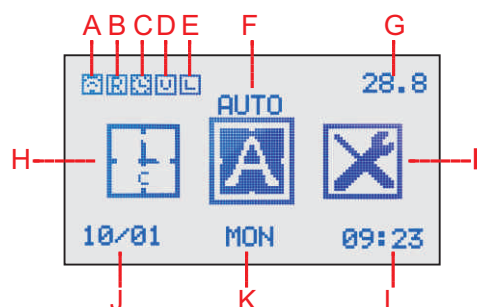 A B C D E F G
R U L 28.8
AUTO
H C A I
10/01 MON 09:23
J K L